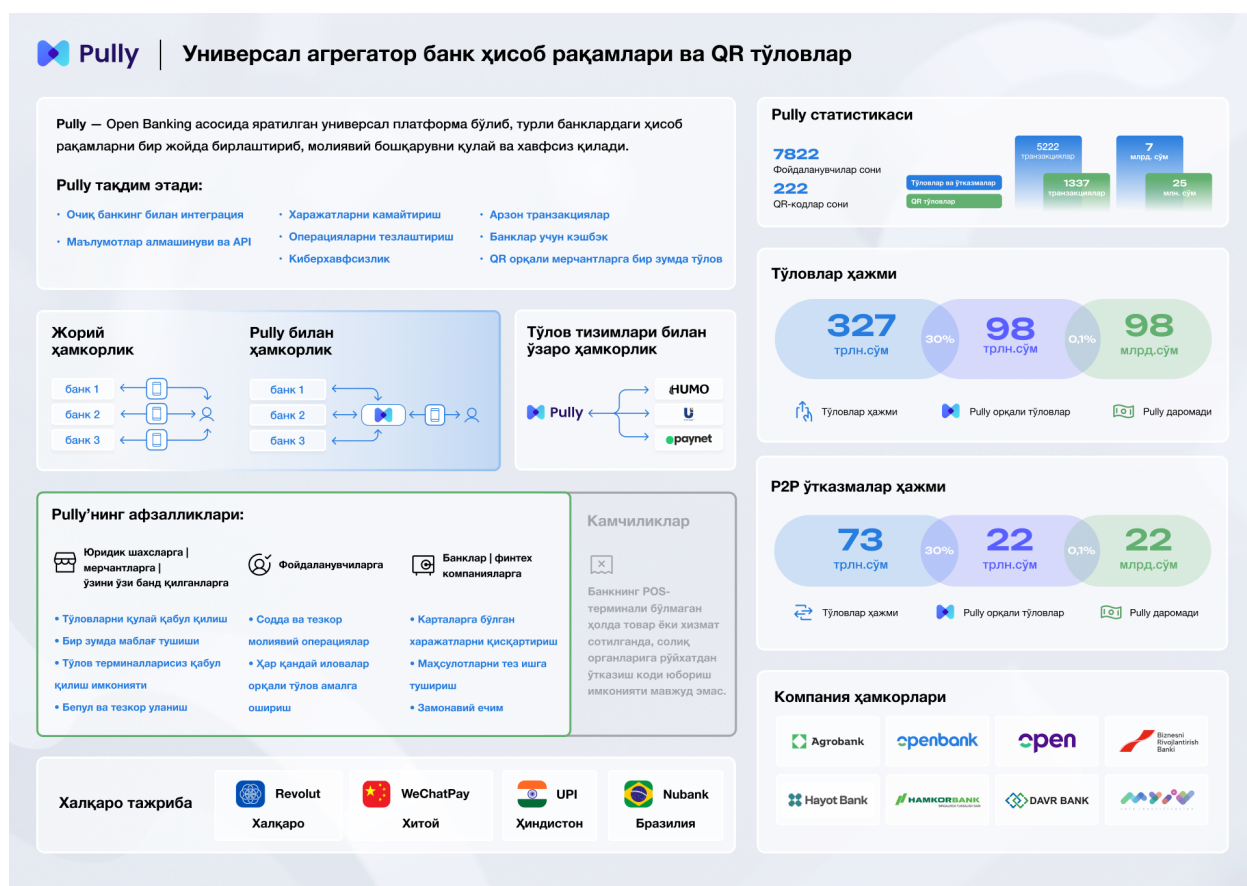 Pully
Универсал агрегатор банк ҳисоб рақамлари ва QR тўловлар
Pully — Open Banking асосида яратилган универсал платформа бўлиб, турли банклардаги ҳисоб
рақамларни бир жойда бирлаштириб, молиявий бошқарувни қулай ва хавфсиз қилади.
Pully тақдим этади:
• Очиқ банкинг билан интеграция
• Маълумотлар алмашинуви ва API
• Харажатларни камайтириш
• Операцияларни тезлаштириш
• Киберхавфсизлик
• Арзон транзакциялар
• Банклар учун кэшбэк
• QR орқали мерчантларга бир зумда тўлов
Жорий
ҳамкорлик
банк 1
банк 2
банк 3
Pully билан
ҳамкорлик
банк 1
банк 2
банк 3
Тўлов тизимлари билан
ўзаро ҳамкорлик
Pully
HUMO
paynet
Pully’нинг афзалликлари:
Юридик шахсларга |
мерчантларга |
ўзини ўзи банд қилганларга
• Тўловларни қулай қабул қилиш
• Бир зумда маблағ тушиши
• Тўлов терминалларисиз қабул
қилиш имконияти
• Бепул ва тезкор уланиш
Фойдаланувчиларга
• Содда ва тезкор
молиявий операциялар
• Ҳар қандай иловалар
орқали тўлов амалга
ошириш
Банклар | финтех
компанияларга
• Карталарга бўлган
харажатларни қисқартириш
• Маҳсулотларни тез ишга
тушириш
• Замонавий ечим
Камчиликлар
Банкнинг POS-
терминали бўлмаган
ҳолда товар ёки хизмат
сотилганда, солиқ
органларига рўйхатдан
ўтказиш коди юбориш
имконияти мавжуд эмас.
Халқаро тажриба
Revolut
Халқаро
WeChatPay
Хитой
UPI
Ҳиндистон
Nubank
Бразилия
Pully статистикаси
7822
Фойдаланувчилар сони
222
QR-кодлар сони
Тўловлар ва ўтказмалар
QR тўловлар
5222
транзакциялар
1337
транзакциялар
7
млрд. сўм
25
млн. сўм
Тўловлар ҳажми
327
трлн.сўм
30%
98
трлн.сўм
0,1%
98
млрд.сўм
Тўловлар ҳажми
Pully орқали тўловлар
Pully даромади
P2P ўтказмалар ҳажми
73
трлн.сўм
30%
22
трлн.сўм
0,1%
22
млрд.сўм
Тўловлар ҳажми
Pully орқали тўловлар
Pully даромади
Компания ҳамкорлари
Agrobank
openbank
open
Biznesni
Rivojlantirish
Banki
Hayot Bank
HAMKORBANK
DAVR BANK